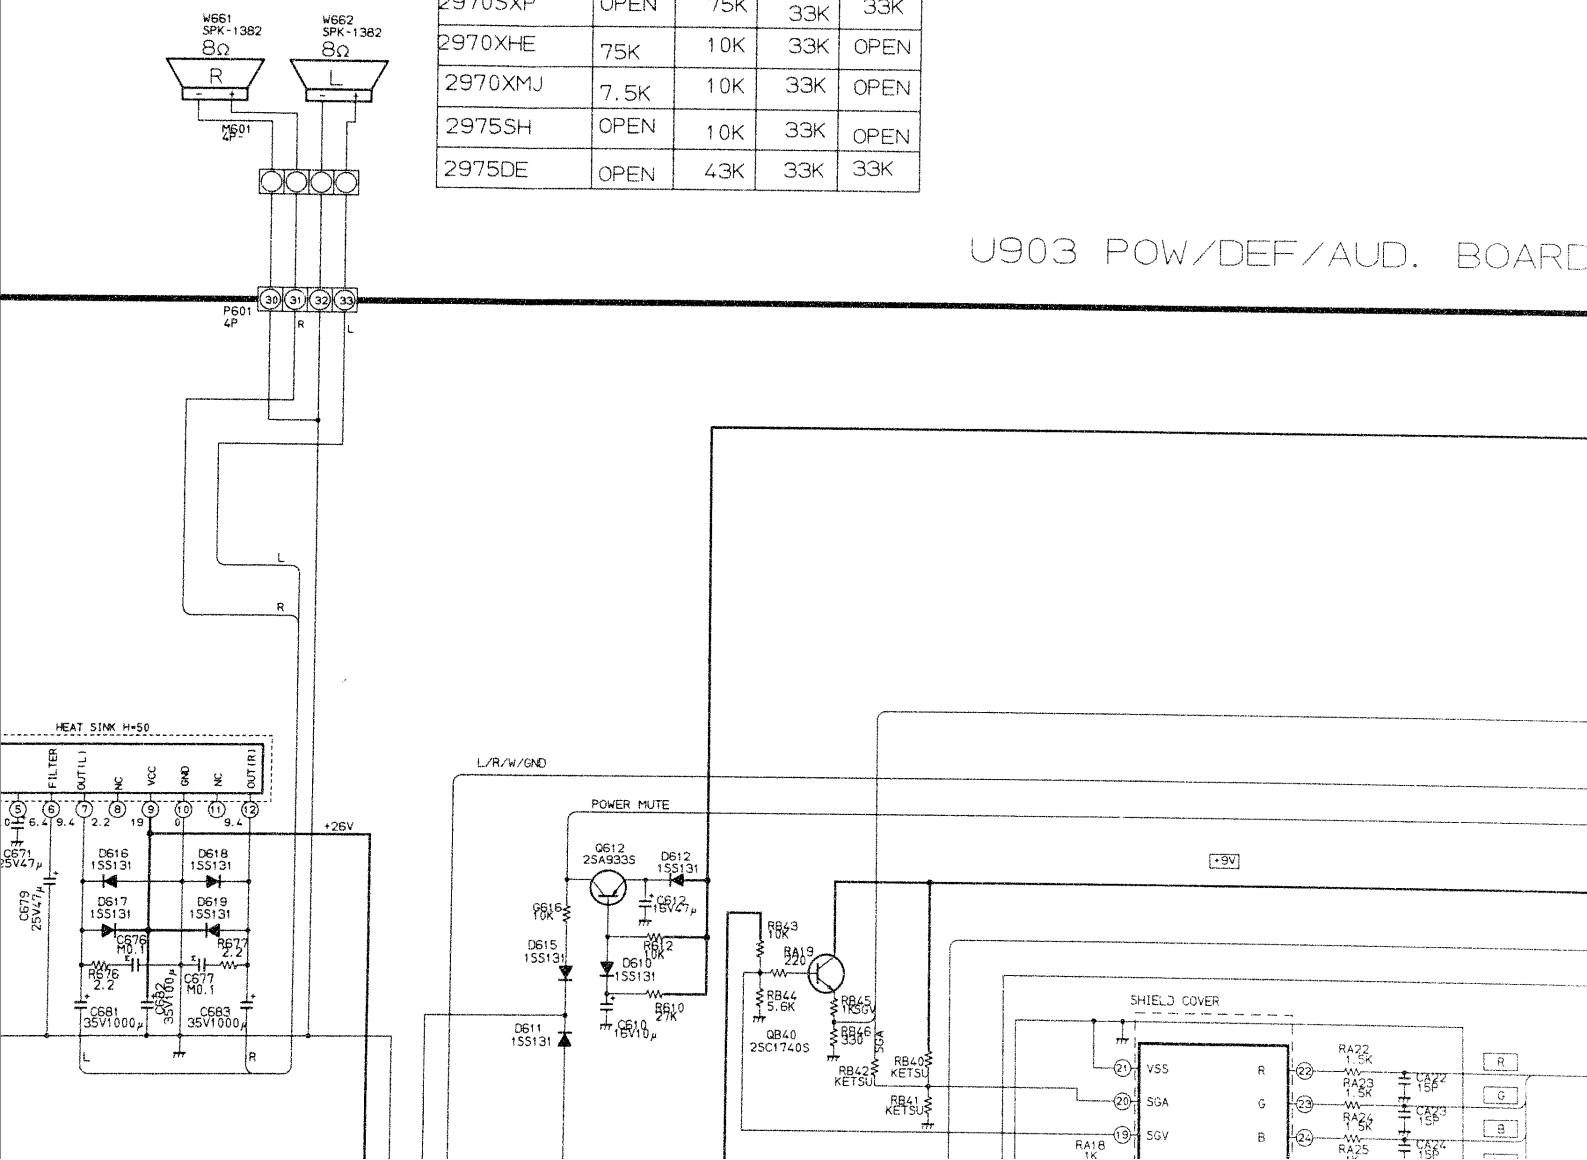 W661
SPK-1382
8Ω
R
- +
W662
SPK-1382
8Ω
L
- +
M601
4P
2970SXP OPEN 75K 33K 33K
2970XHE 75K 10K 33K OPEN
2970XMJ 7.5K 10K 33K OPEN
2975SH OPEN 10K 33K OPEN
2975DE OPEN 43K 33K 33K
U903 POW/DEF/AUD. BOARD
P601
4P
30 31 32 33
R
L
L
R
HEAT SINK H=50
FILTER
OUT(L)
NC
VCC
GND
NC
OUT(R)
5 6 7 8 9 10 11 12
0 6.4 9.4 2.2 19 0 9.4
+26V
C671
25V47μ
C679
25V47μ
D616
1SS131
D618
1SS131
D617
1SS131
D619
1SS131
C676
M0.1
R677
2.2
R676
2.2
C677
M0.1
C682
35V100μ
C681
35V1000μ
C683
35V1000μ
L
R
L/R/W/GND
POWER MUTE
Q612
2SA933S
D612
1SS131
C612
16V47μ
G616
10K
R612
10K
D615
1SS131
D610
1SS131
R610
27K
C610
16V10μ
D611
1SS131
+9V
RB43
10K
RA19
220
RB44
5.6K
RB45
1K
SGV
RB46
330
SGA
QB40
2SC1740S
RB42
KETSU
RB40
KETSU
RB41
KETSU
SHIELD COVER
21 VSS
20 SGA
19 SGV
R 22
G 23
B 24
RA18
1K
RA22
1.5K
RA23
1.5K
RA24
1.5K
RA25
CA22
15P
CA23
15P
CA24
15P
R
G
B